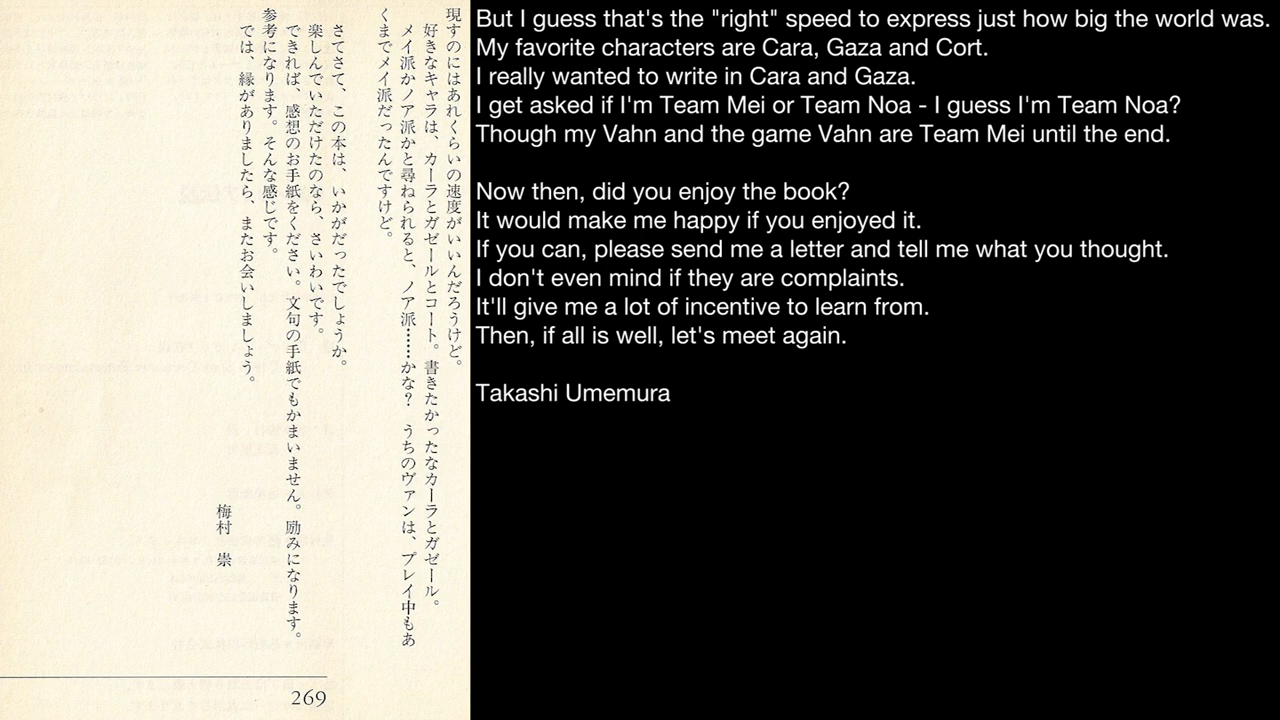 現すのにはあれくらいの速度がいいんだろうけど。
好きなキャラは、カーラとガゼールとコート。書きたかったなカーラとガゼール。
メイ派かノア派かと尋ねられると、ノア派……かな？　うちのヴァンは、プレイ中もあ
くまでメイ派だったんですけど。
さてさて、この本は、いかがだったでしょうか。
楽しんでいただけたのなら、さいわいです。
できれば、感想のお手紙をください。文句の手紙でもかまいません。励みになります。
参考になります。そんな感じです。
では　縁がありましたら、またお会いしましょう。
梅村　崇
269
But I guess that's the "right" speed to express just how big the world was.
My favorite characters are Cara, Gaza and Cort.
I really wanted to write in Cara and Gaza.
I get asked if I'm Team Mei or Team Noa - I guess I'm Team Noa?
Though my Vahn and the game Vahn are Team Mei until the end.
Now then, did you enjoy the book?
It would make me happy if you enjoyed it.
If you can, please send me a letter and tell me what you thought.
I don't even mind if they are complaints.
It'll give me a lot of incentive to learn from.
Then, if all is well, let's meet again.
Takashi Umemura